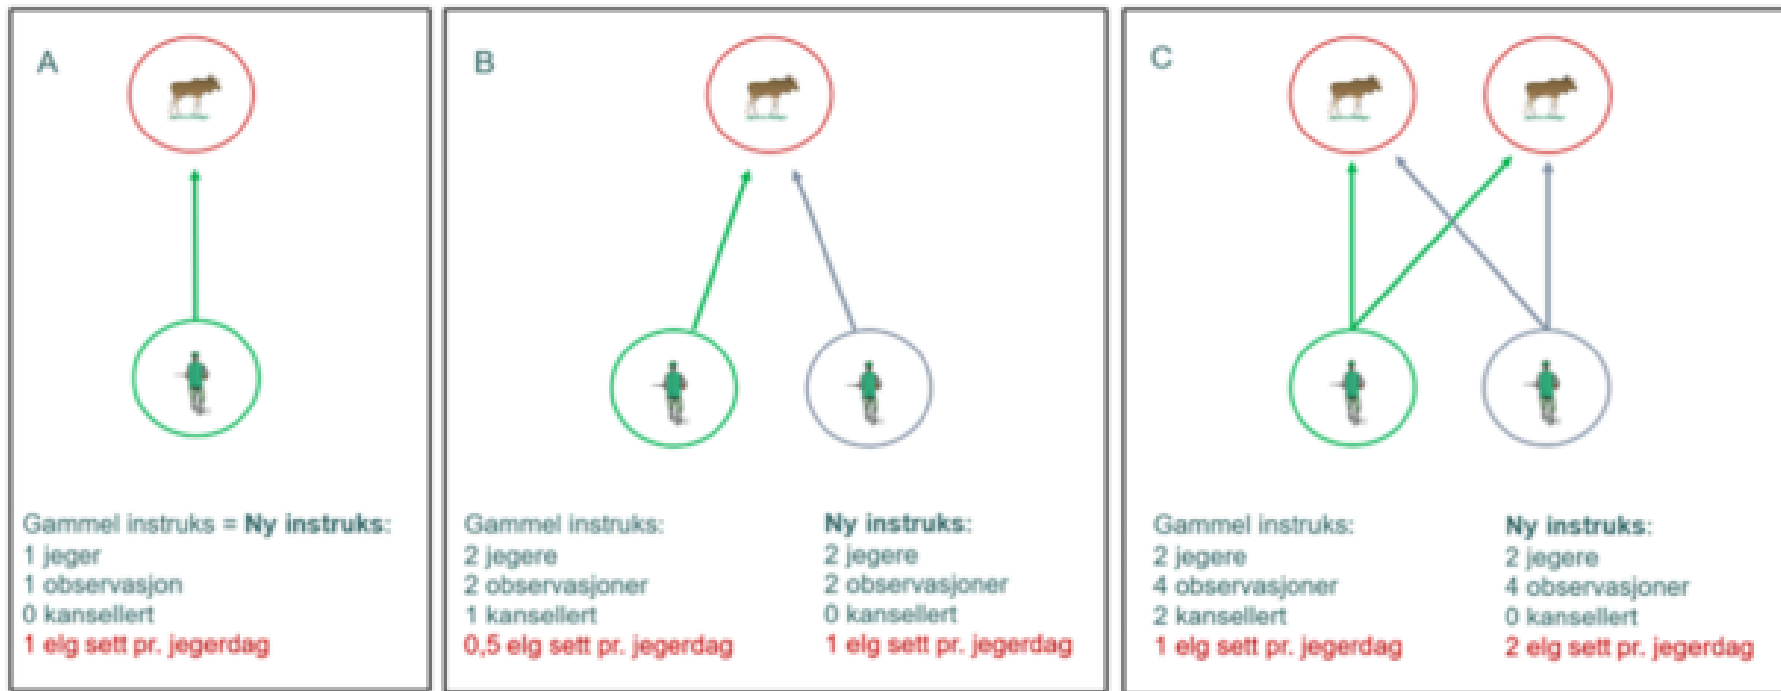 A
Gammel instruks = Ny instruks:
1 jeger
1 observasjon
0 kansellert
1 elg sett pr. jegerdag
B
Gammel instruks:
2 jegere
2 observasjoner
1 kansellert
0,5 elg sett pr. jegerdag
Ny instruks:
2 jegere
2 observasjoner
0 kansellert
1 elg sett pr. jegerdag
C
Gammel instruks:
2 jegere
4 observasjoner
2 kansellert
1 elg sett pr. jegerdag
Ny instruks:
2 jegere
4 observasjoner
0 kansellert
2 elg sett pr. jegerdag